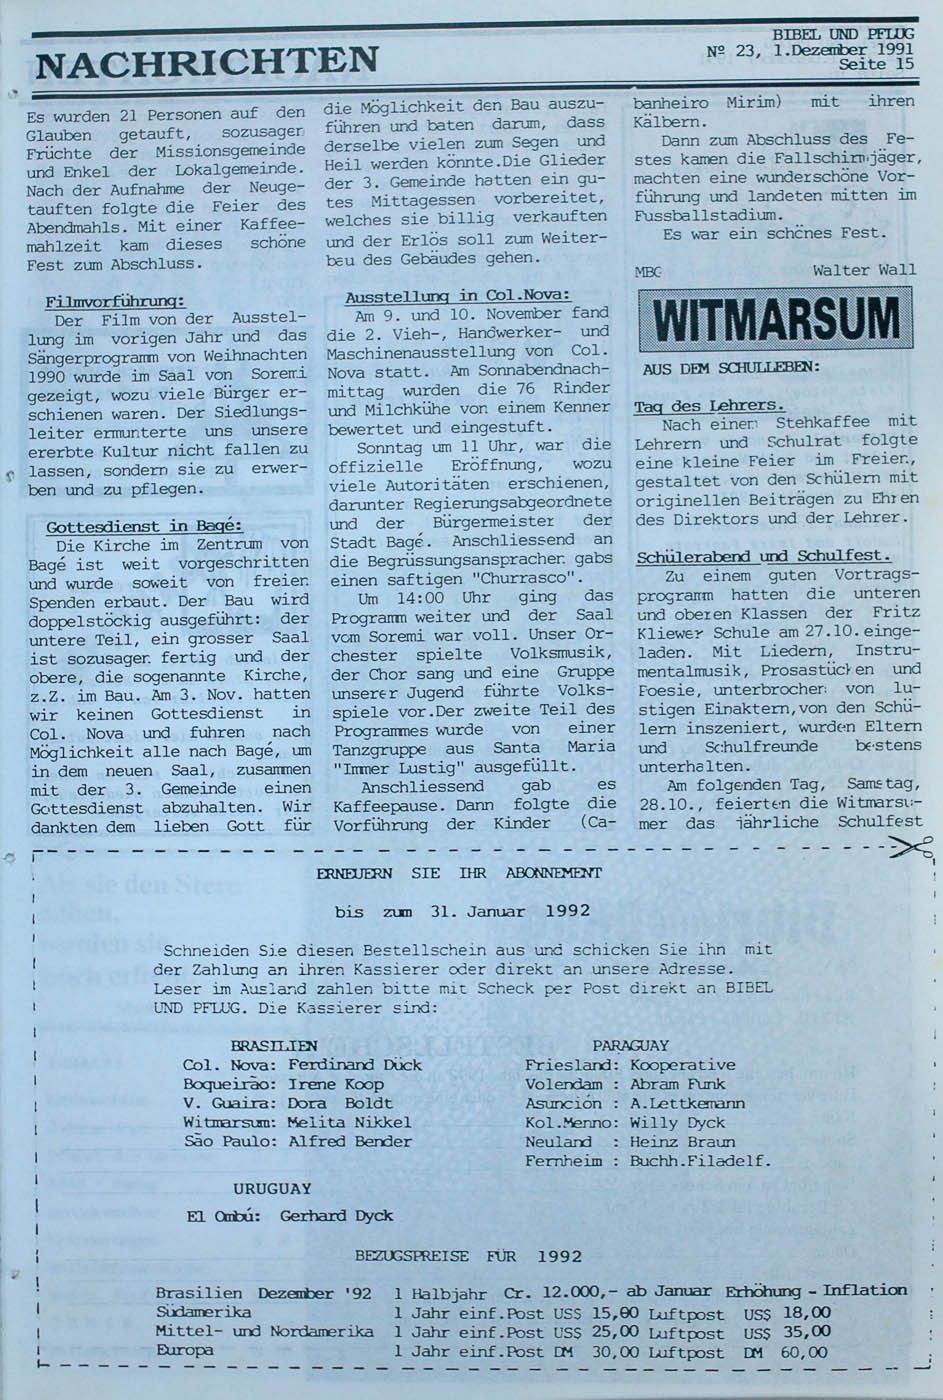 NACHRICHTEN
BIBEL UND PFLUG
Nº 23, 1.Dezember 1991
Seite 15
Es wurden 21 Personen auf den
Glauben getauft, sozusagen
Früchte der Missionsgemeinde
und Enkel der Lokalgemeinde.
Nach der Aufnahme der Neuge-
tauften folgte die Feier des
Abendmahls. Mit einer Kaffee-
mahlzeit kam dieses schöne
Fest zum Abschluss.
Filmvorführung:
Der Film von der Ausstel-
lung im vorigen Jahr und das
Sängerprogramm von Weihnachten
1990 wurde im Saal von Soremi
gezeigt, wozu viele Bürger er-
schienen waren. Der Siedlungs-
leiter ermunterte uns unsere
ererbte Kultur nicht fallen zu
lassen, sondern sie zu erwer-
ben und zu pflegen.
Gottesdienst in Bagé:
Die Kirche im Zentrum von
Bagé ist weit vorgeschritten
und wurde soweit von freien
Spenden erbaut. Der Bau wird
doppelstöckig ausgeführt: der
untere Teil, ein grosser Saal
ist sozusagen fertig und der
obere, die sogenannte Kirche,
z.Z. im Bau. Am 3. Nov. hatten
wir keinen Gottesdienst in
Col. Nova und fuhren nach
Möglichkeit alle nach Bagé, um
in dem neuen Saal, zusammen
mit der 3. Gemeinde einen
Gottesdienst abzuhalten. Wir
dankten dem lieben Gott für
die Möglichkeit den Bau auszu-
führen und baten darum, dass
derselbe vielen zum Segen und
Heil werden könnte.Die Glieder
der 3. Gemeinde hatten ein gu-
tes Mittagessen vorbereitet,
welches sie billig verkauften
und der Erlös soll zum Weiter-
bau des Gebäudes gehen.
Ausstellung in Col.Nova:
Am 9. und 10. November fand
die 2. Vieh-, Handwerker- und
Maschinenausstellung von Col.
Nova statt. Am Sonnabendnach-
mittag wurden die 76 Rinder
und Milchkühe von einem Kenner
bewertet und eingestuft.
Sonntag um 11 Uhr, war die
offizielle Eröffnung, wozu
viele Autoritäten erschienen,
darunter Regierungsabgeordnete
und der Bürgermeister der
Stadt Bagé. Anschliessend an
die Begrüssungsansprachen gabs
einen saftigen "Churrasco".
Um 14:00 Uhr ging das
Programm weiter und der Saal
vom Soremi war voll. Unser Or-
chester spielte Volksmusik,
der Chor sang und eine Gruppe
unserer Jugend führte Volks-
spiele vor.Der zweite Teil des
Programmes wurde von einer
Tanzgruppe aus Santa Maria
"Immer Lustig" ausgefüllt.
Anschliessend gab es
Kaffeepause. Dann folgte die
Vorführung der Kinder (Ca-
banheiro Mirim) mit ihren
Kälbern.
Dann zum Abschluss des Fe-
stes kamen die Fallschirmjäger,
machten eine wunderschöne Vor-
führung und landeten mitten im
Fussballstadium.
Es war ein schönes Fest.
MBG Walter Wall
WITMARSUM
AUS DEM SCHULLEBEN:
Tag des Lehrers.
Nach einem Stehkaffee mit
Lehrern und Schulrat folgte
eine kleine Feier im Freien,
gestaltet von den Schülern mit
originellen Beiträgen zu Ehren
des Direktors und der Lehrer.
Schülerabend und Schulfest.
Zu einem guten Vortrags-
programm hatten die unteren
und oberen Klassen der Fritz
Kliewer Schule am 27.10. einge-
laden. Mit Liedern, Instru-
mentalmusik, Prosastücken und
Poesie, unterbrochen von lu-
stigen Einaktern,von den Schü-
lern inszeniert, wurden Eltern
und Schulfreunde bestens
unterhalten.
Am folgenden Tag, Samstag,
28.10., feierten die Witmarsu-
mer das jährliche Schulfest
ERNEUERN SIE IHR ABONNEMENT
bis zum 31. Januar 1992
Schneiden Sie diesen Bestellschein aus und schicken Sie ihn mit
der Zahlung an ihren Kassierer oder direkt an unsere Adresse.
Leser im Ausland zahlen bitte mit Scheck per Post direkt an BIBEL
UND PFLUG. Die Kassierer sind:
BRASILIEN
Col. Nova: Ferdinand Dück
Boqueirão: Irene Koop
V. Guaira: Dora Boldt
Witmarsum: Melita Nikkel
São Paulo: Alfred Bender
PARAGUAY
Friesland: Kooperative
Volendam : Abram Funk
Asunción : A.Lettkemann
Kol.Menno: Willy Dyck
Neuland : Heinz Braun
Fernheim : Buchh.Filadelf.
URUGUAY
El Ombú: Gerhard Dyck
BEZUGSPREISE FÜR 1992
Brasilien Dezember '92 1 Halbjahr Cr. 12.000,- ab Januar Erhöhung - Inflation
Südamerika 1 Jahr einf.Post US$ 15,00 Luftpost US$ 18,00
Mittel- und Nordamerika 1 Jahr einf.Post US$ 25,00 Luftpost US$ 35,00
Europa 1 Jahr einf.Post DM 30,00 Luftpost DM 60,00